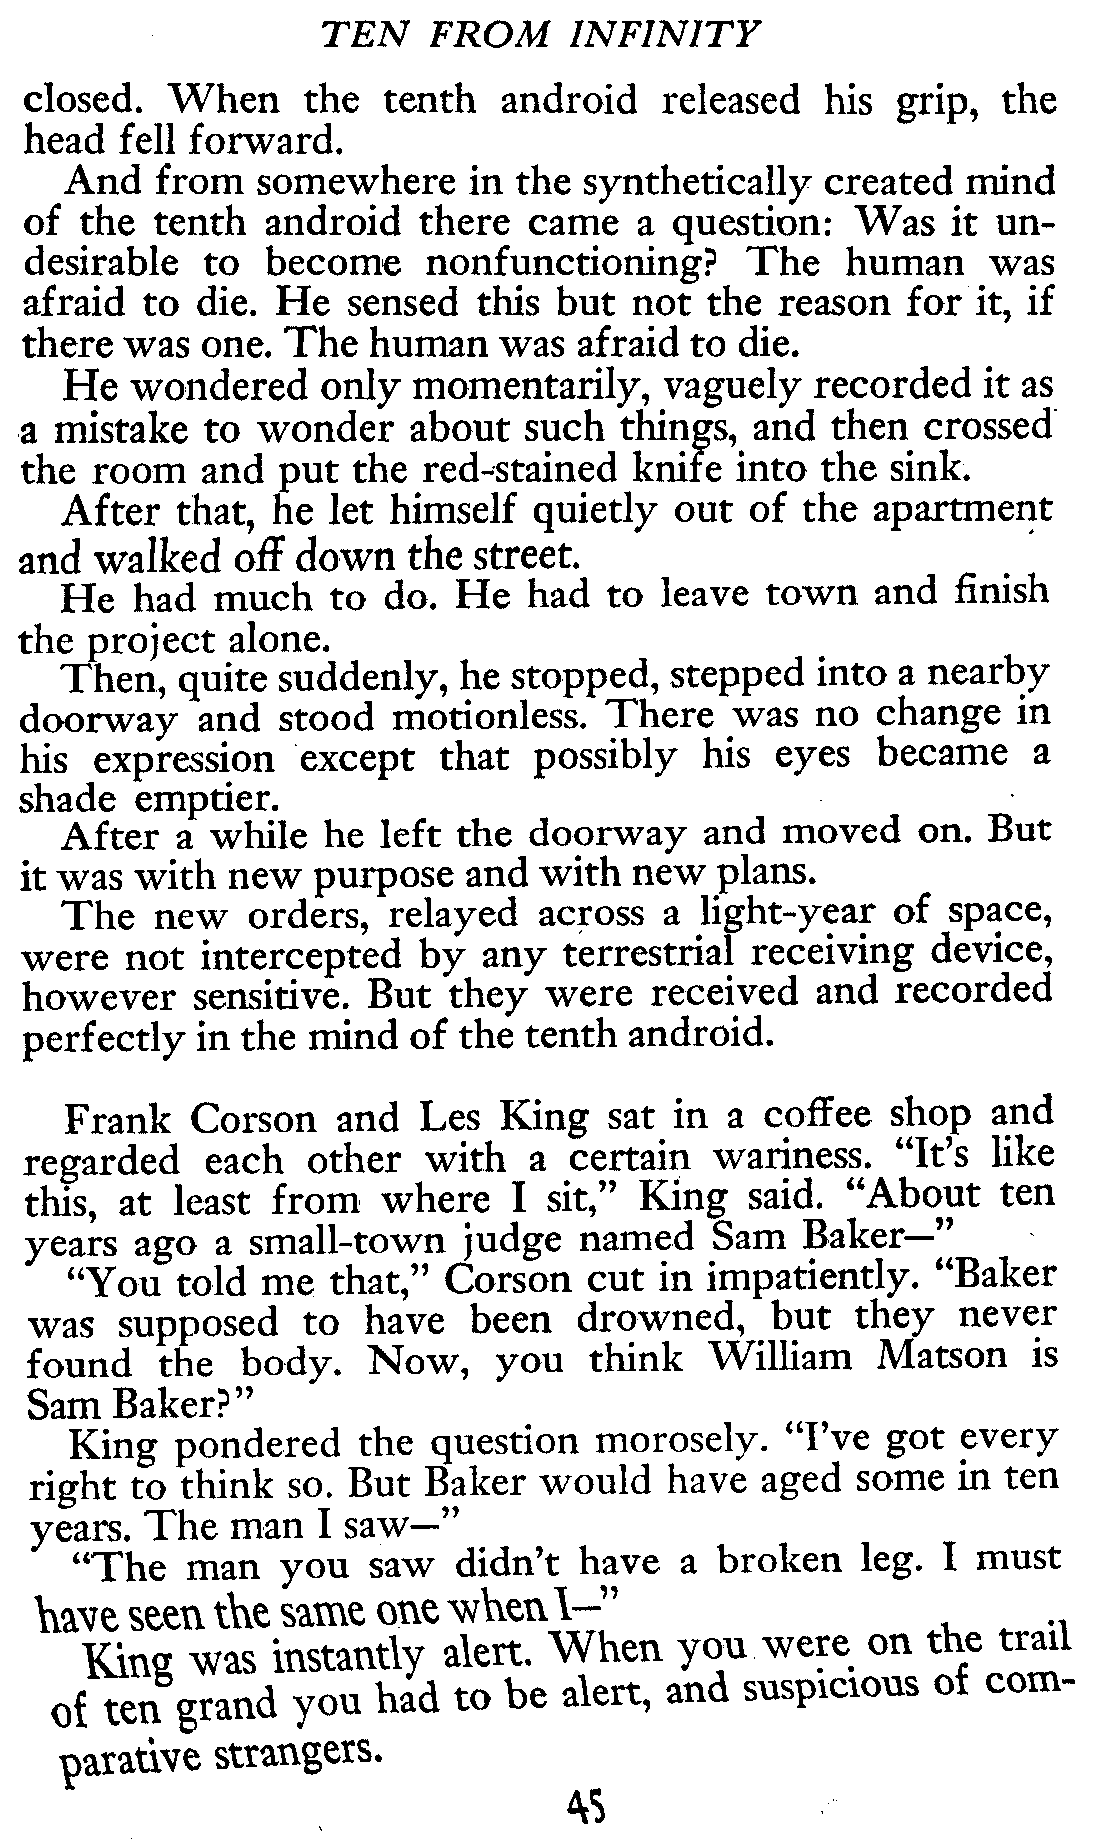 TEN FROM INFINITY
closed. When the tenth android released his grip, the
head fell forward.
And from somewhere in the synthetically created mind
of the tenth android there came a question: Was it un-
desirable to become nonfunctioning? The human was
afraid to die. He sensed this but not the reason for it, if
there was one. The human was afraid to die.
He wondered only momentarily, vaguely recorded it as
a mistake to wonder about such things, and then crossed
the room and put the red-stained knife into the sink.
After that, he let himself quietly out of the apartment
and walked off down the street.
He had much to do. He had to leave town and finish
the project alone.
Then, quite suddenly, he stopped, stepped into a nearby
doorway and stood motionless. There was no change in
his expression except that possibly his eyes became a
shade emptier.
After a while he left the doorway and moved on. But
it was with new purpose and with new plans.
The new orders, relayed across a light-year of space,
were not intercepted by any terrestrial receiving device,
however sensitive. But they were received and recorded
perfectly in the mind of the tenth android.
Frank Corson and Les King sat in a coffee shop and
regarded each other with a certain wariness. “It’s like
this, at least from where I sit,” King said. “About ten
years ago a small-town judge named Sam Baker—”
“You told me that,” Corson cut in impatiently. “Baker
was supposed to have been drowned, but they never
found the body. Now, you think William Matson is
Sam Baker?”
King pondered the question morosely. “I’ve got every
right to think so. But Baker would have aged some in ten
years. The man I saw—”
“The man you saw didn’t have a broken leg. I must
have seen the same one when I—”
King was instantly alert. When you were on the trail
of ten grand you had to be alert, and suspicious of com-
parative strangers.
45